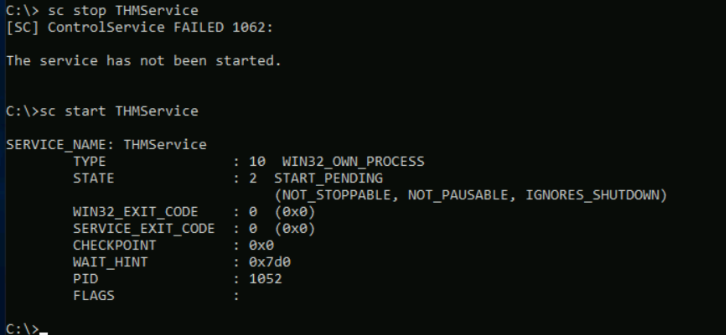 C:\> sc stop THMService
[SC] ControlService FAILED 1062:
The service has not been started.
C:\>sc start THMService
SERVICE_NAME: THMService
        TYPE               : 10  WIN32_OWN_PROCESS
        STATE              : 2  START_PENDING
                                (NOT_STOPPABLE, NOT_PAUSABLE, IGNORES_SHUTDOWN)
        WIN32_EXIT_CODE    : 0  (0x0)
        SERVICE_EXIT_CODE  : 0  (0x0)
        CHECKPOINT         : 0x0
        WAIT_HINT          : 0x7d0
        PID                : 1052
        FLAGS              :
C:\>